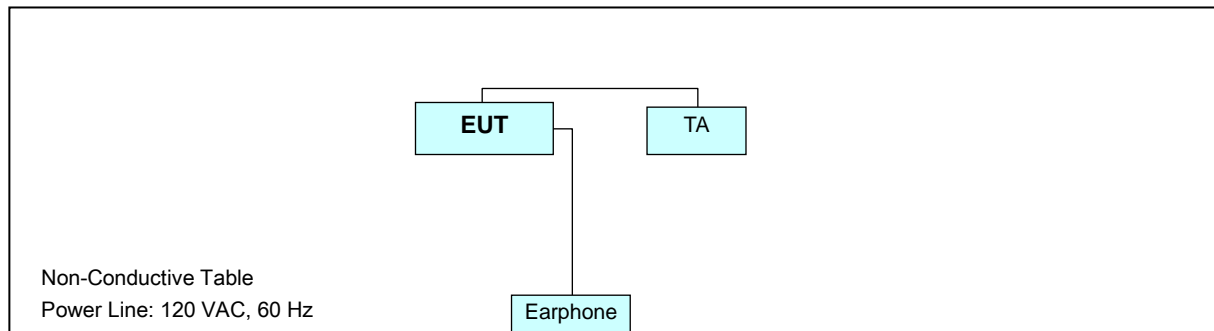 EUT
TA
Non-Conductive Table
Power Line: 120 VAC, 60 Hz
Earphone